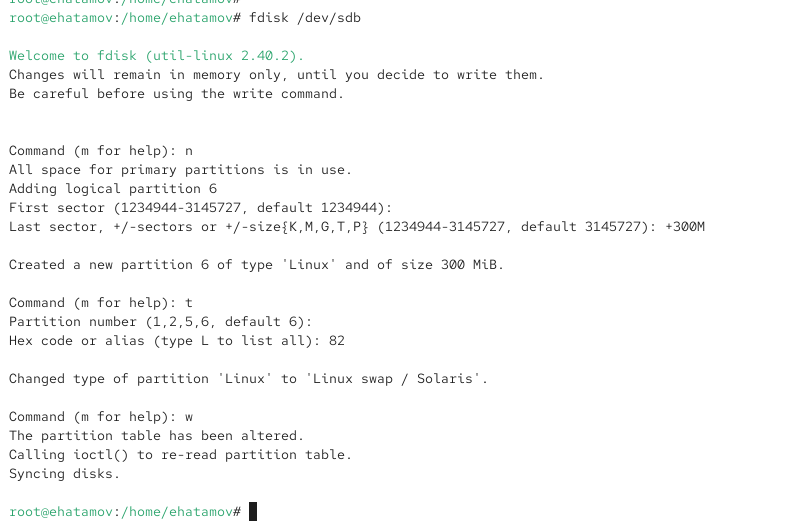 root@ehatamov:/home/ehatamov#
root@ehatamov:/home/ehatamov# fdisk /dev/sdb
Welcome to fdisk (util-linux 2.40.2).
Changes will remain in memory only, until you decide to write them.
Be careful before using the write command.
Command (m for help): n
All space for primary partitions is in use.
Adding logical partition 6
First sector (1234944-3145727, default 1234944):
Last sector, +/-sectors or +/-size{K,M,G,T,P} (1234944-3145727, default 3145727): +300M
Created a new partition 6 of type 'Linux' and of size 300 MiB.
Command (m for help): t
Partition number (1,2,5,6, default 6):
Hex code or alias (type L to list all): 82
Changed type of partition 'Linux' to 'Linux swap / Solaris'.
Command (m for help): w
The partition table has been altered.
Calling ioctl() to re-read partition table.
Syncing disks.
root@ehatamov:/home/ehatamov#